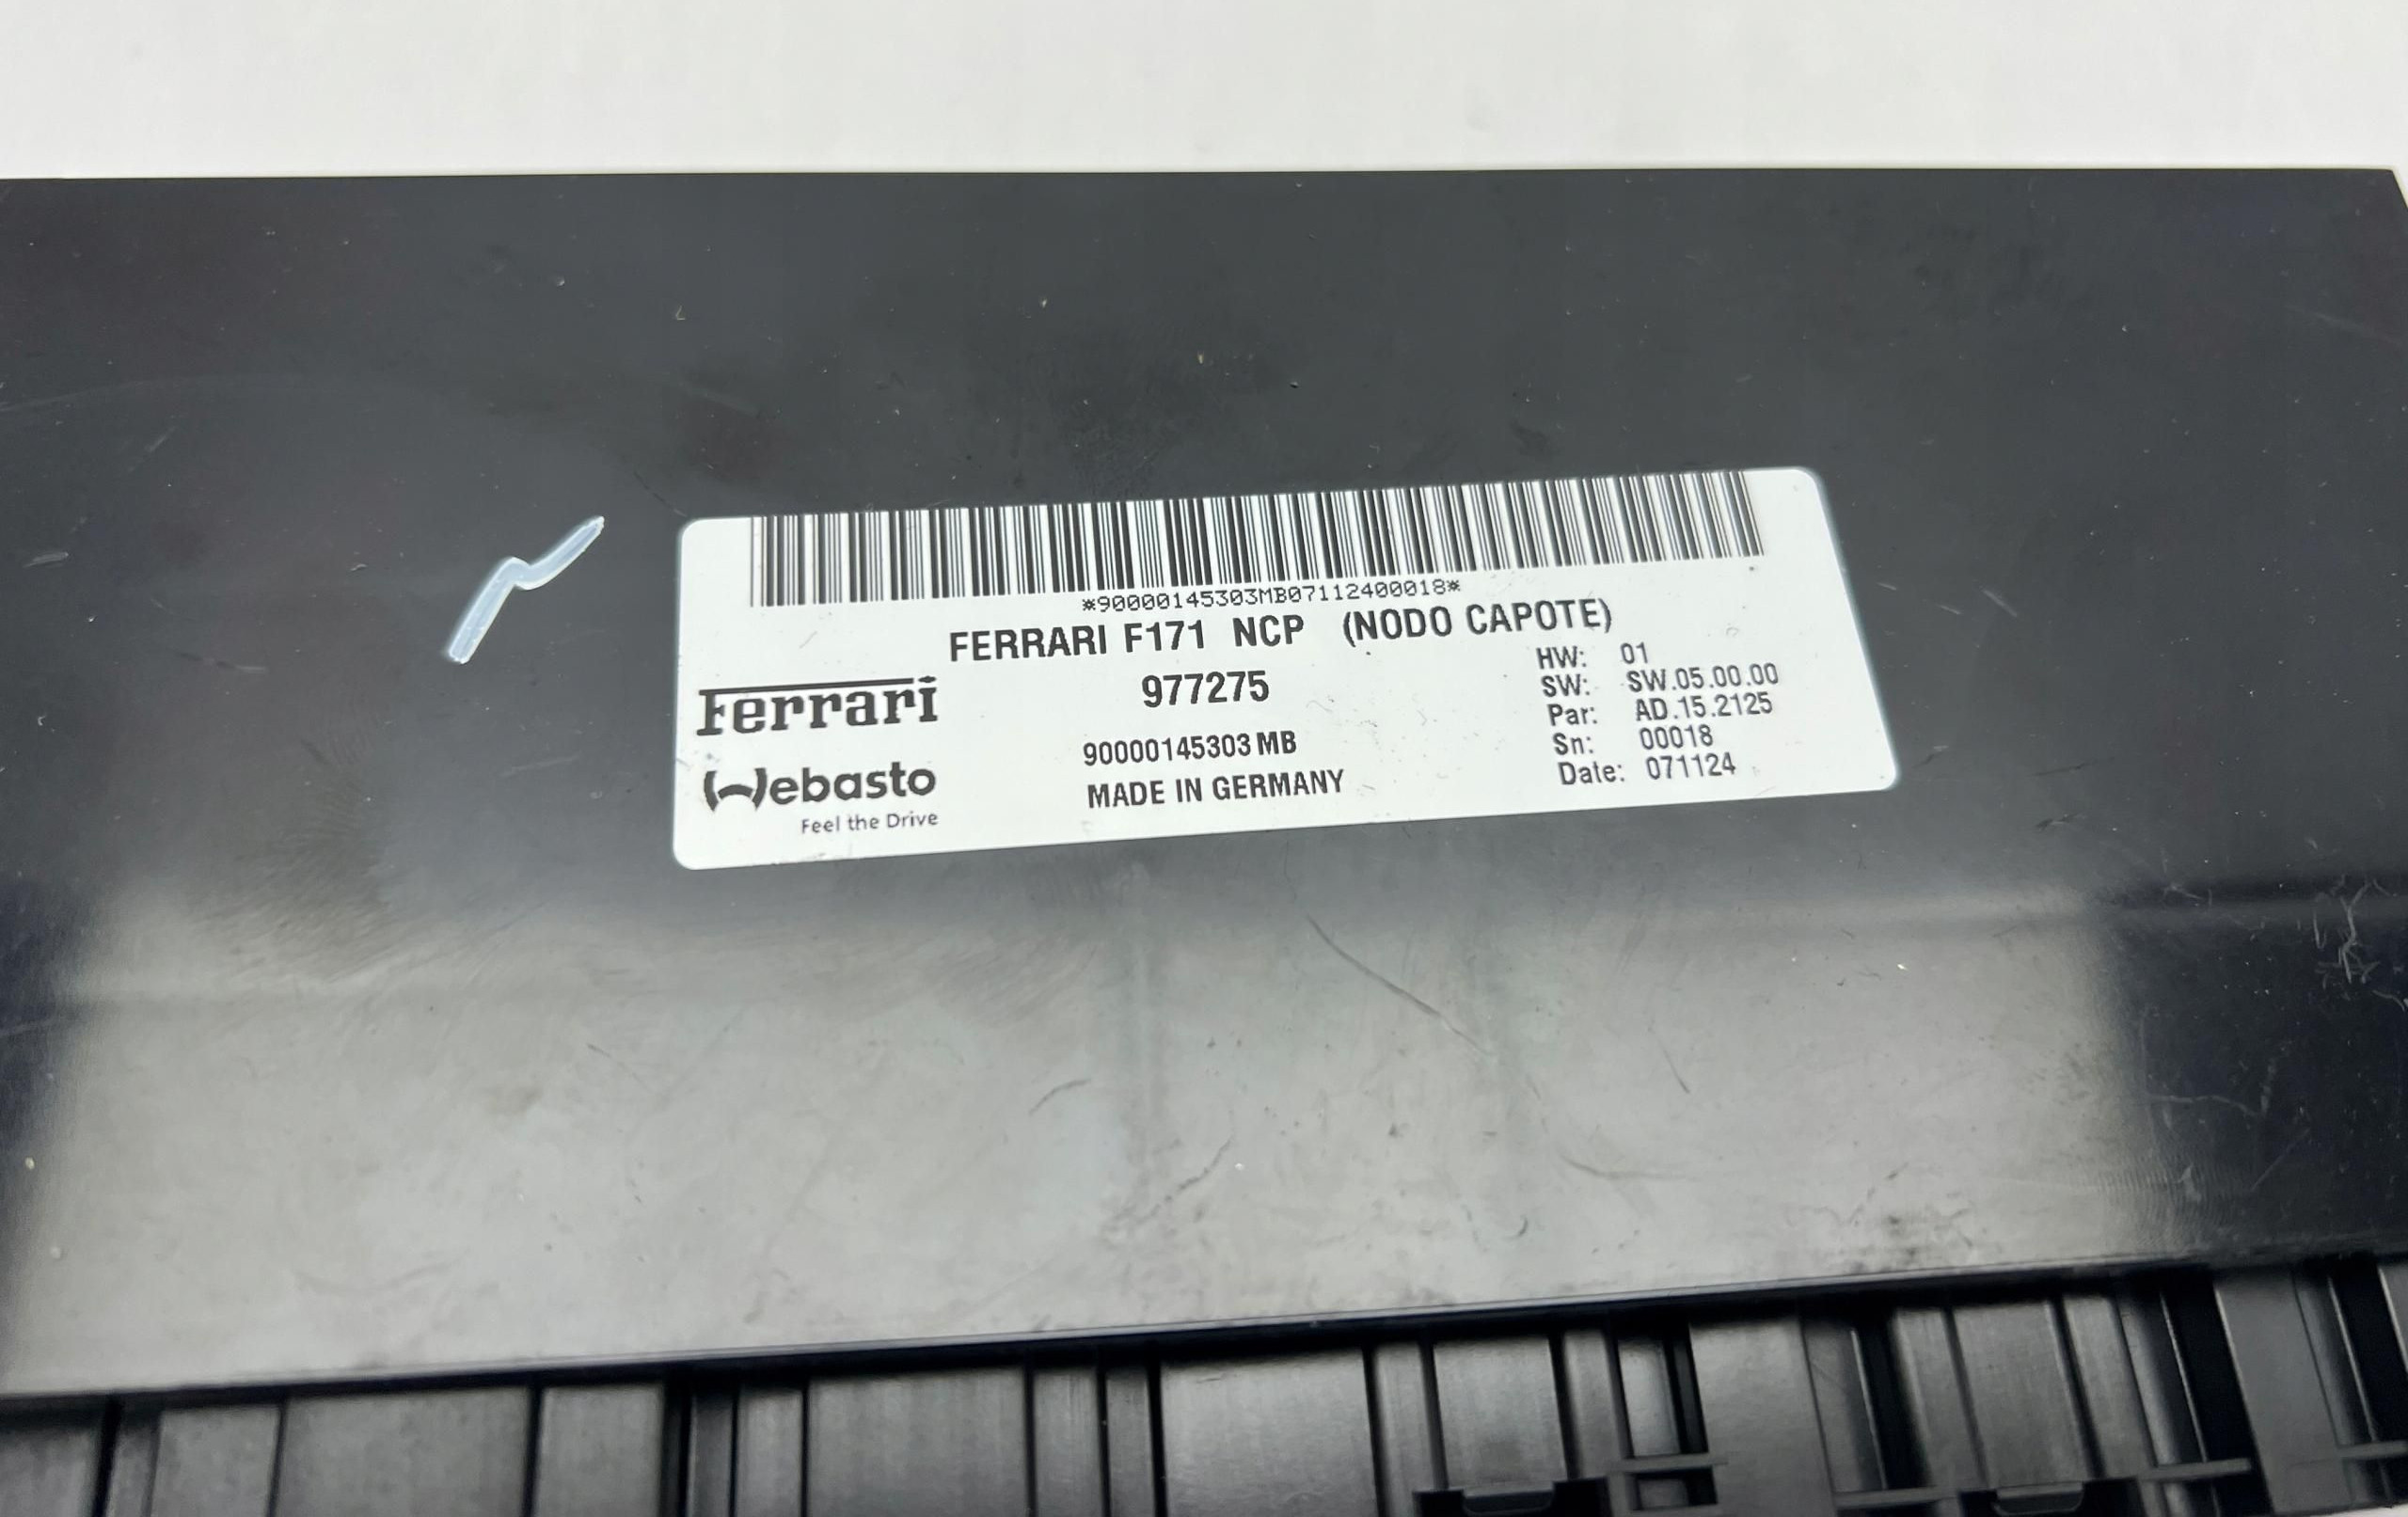 *90000145303MB07112400018*
FERRARI F171 NCP (NODO CAPOTE)
Ferrari
977275
90000145303 MB
MADE IN GERMANY
Webasto
Feel the Drive
HW: 01
SW: SW.05.00.00
Par: AD.15.2125
Sn: 00018
Date: 071124